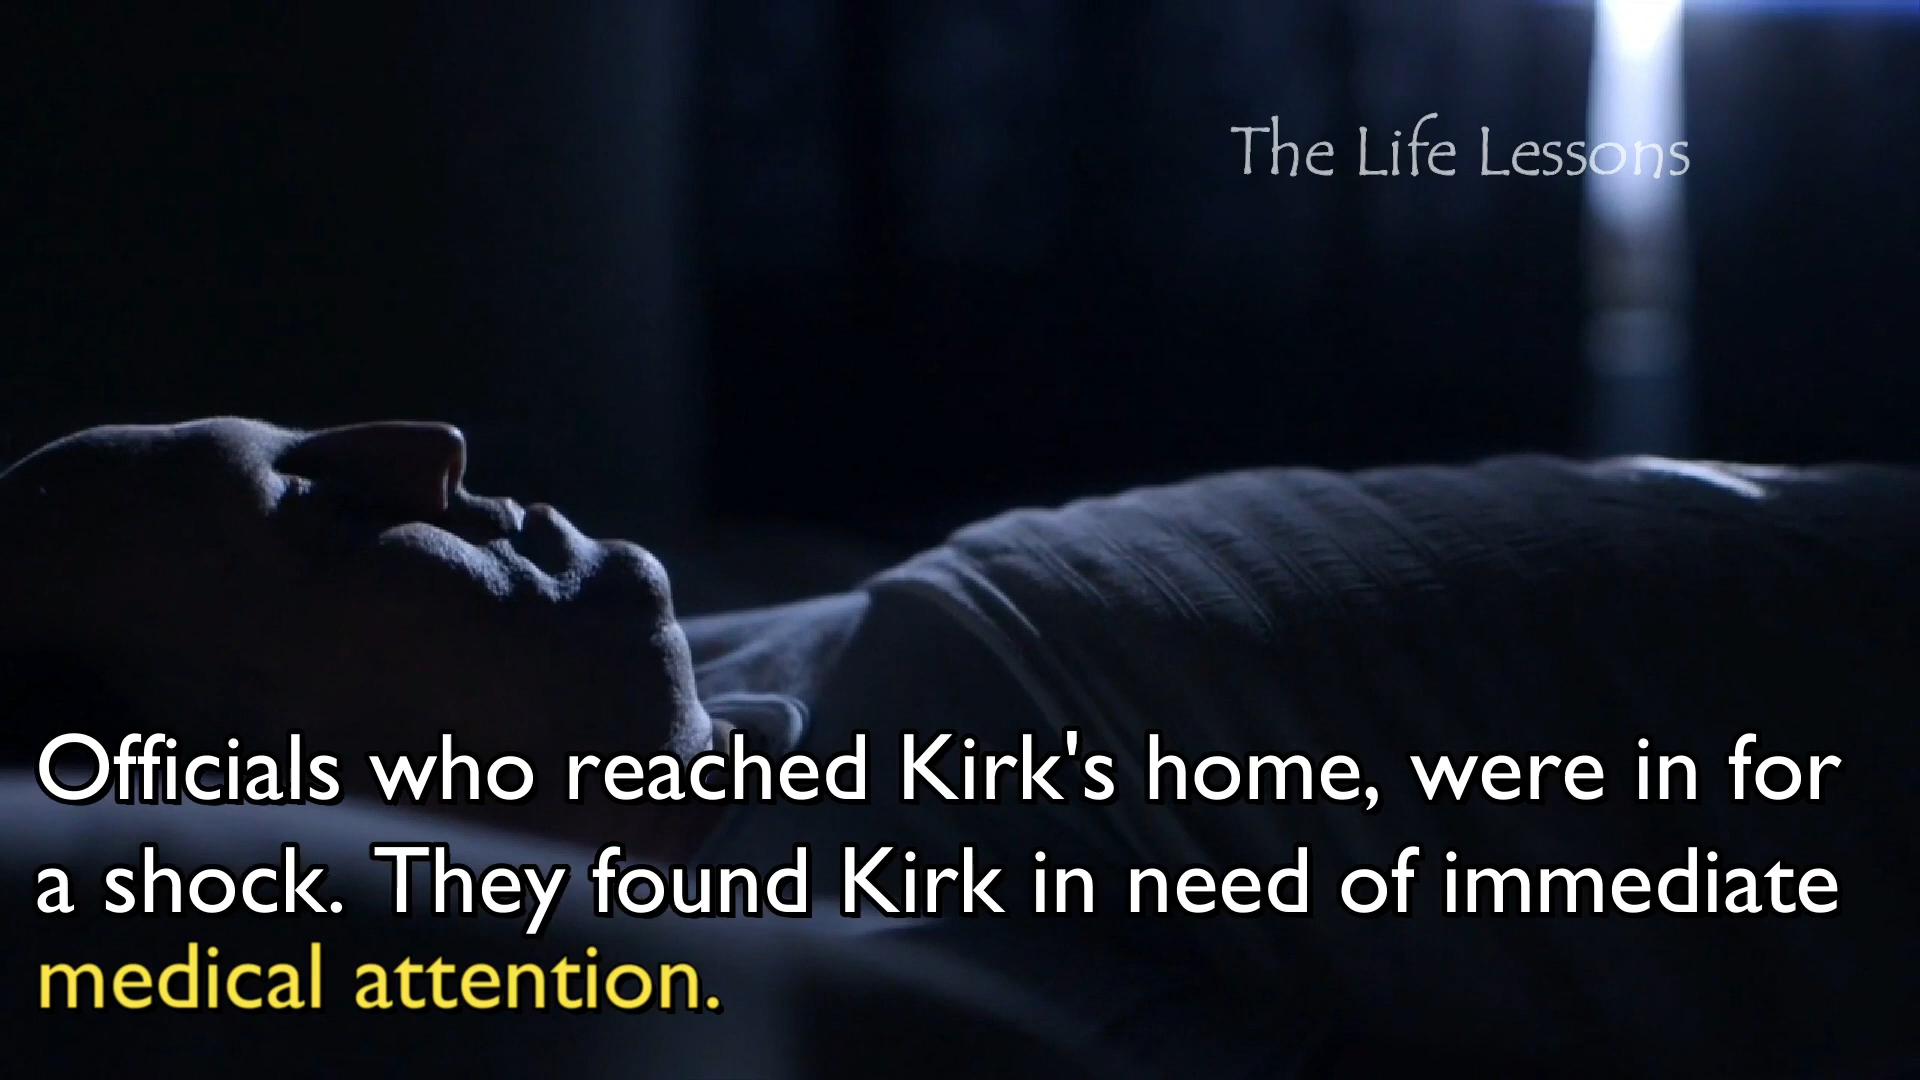 The Life Lessons
Officials who reached Kirk's home, were in for
a shock. They found Kirk in need of immediate
medical attention.